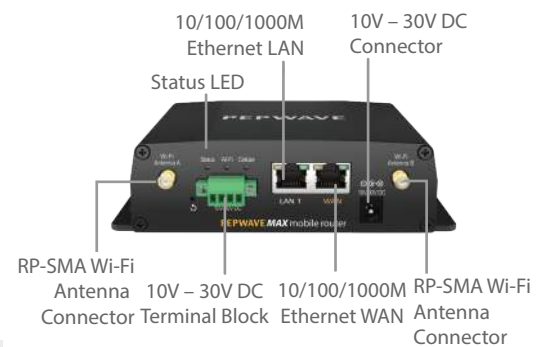 10/100/1000M
Ethernet LAN
10V – 30V DC
Connector
Status LED
PEPWAVE
Wi-Fi
Antenna A
Status Wi-Fi Cellular
Wi-Fi
Antenna B
LAN 1
WAN
PEPWAVE MAX mobile router
RP-SMA Wi-Fi
Antenna
Connector
10V – 30V DC
Terminal Block
10/100/1000M
Ethernet WAN
RP-SMA Wi-Fi
Antenna
Connector